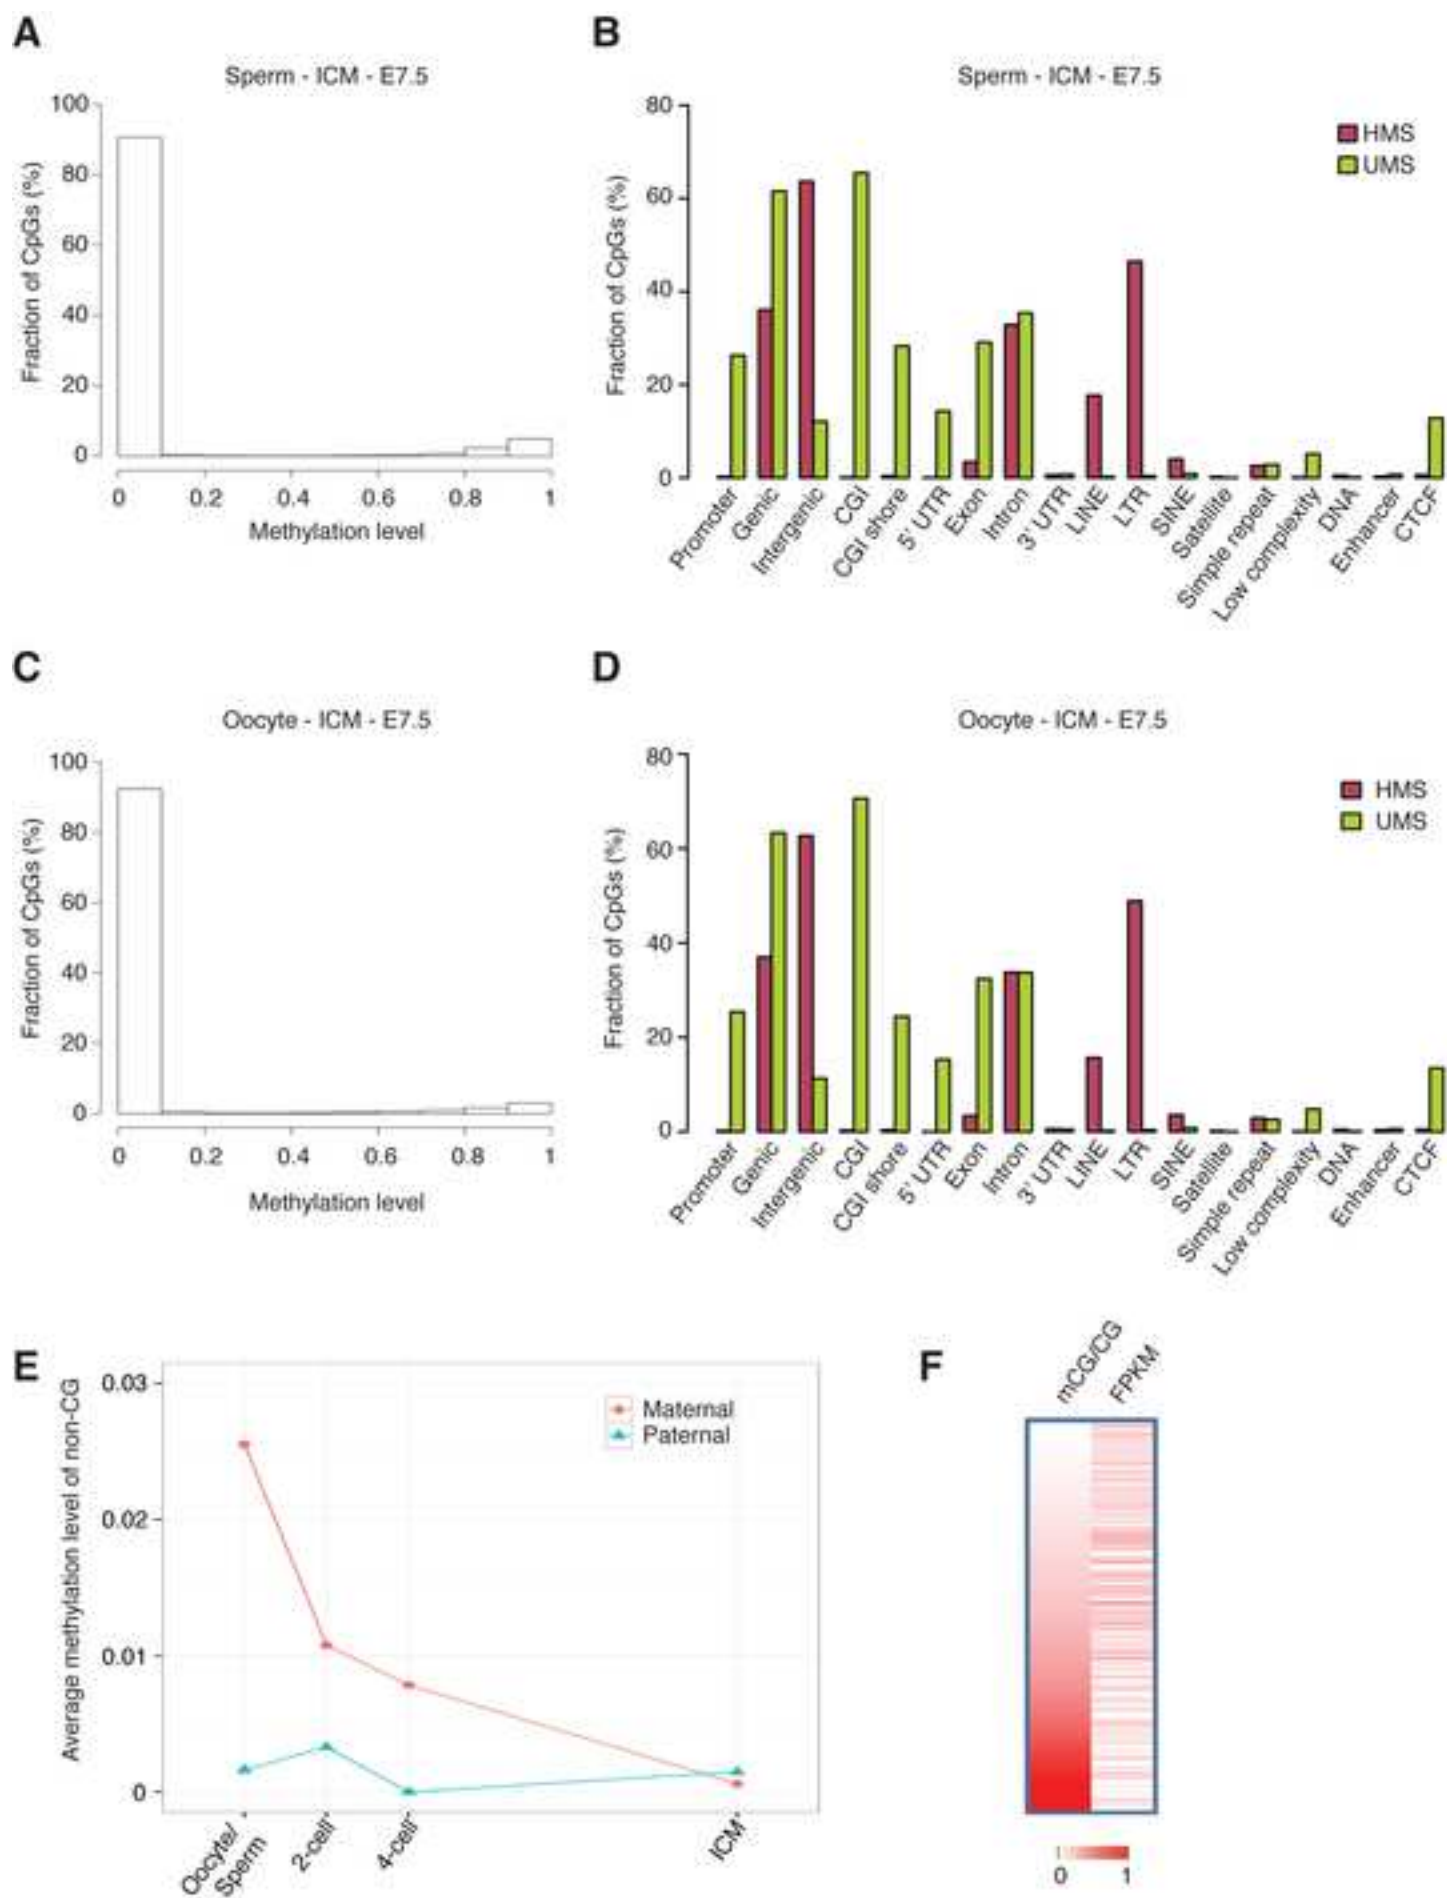 A
Sperm - ICM - E7.5
Fraction of CpGs (%)
100
80
60
40
20
0
0 0.2 0.4 0.6 0.8 1
Methylation level
B
Sperm - ICM - E7.5
HMS
UMS
Fraction of CpGs (%)
80
60
40
20
0
Promoter
Genic
Intergenic
CGI
CGI shore
5' UTR
Exon
Intron
3' UTR
LINE
LTR
SINE
Satellite
Simple repeat
Low complexity
DNA
Enhancer
CTCF
C
Oocyte - ICM - E7.5
Fraction of CpGs (%)
100
80
60
40
20
0
0 0.2 0.4 0.6 0.8 1
Methylation level
D
Oocyte - ICM - E7.5
HMS
UMS
Fraction of CpGs (%)
80
60
40
20
0
Promoter
Genic
Intergenic
CGI
CGI shore
5' UTR
Exon
Intron
3' UTR
LINE
LTR
SINE
Satellite
Simple repeat
Low complexity
DNA
Enhancer
CTCF
E
Average methylation level of non-CG
0.03
0.02
0.01
0
Maternal
Paternal
Oocyte/
Sperm
2-cell
4-cell
ICM
F
mCG/CG
FPKM
0 1